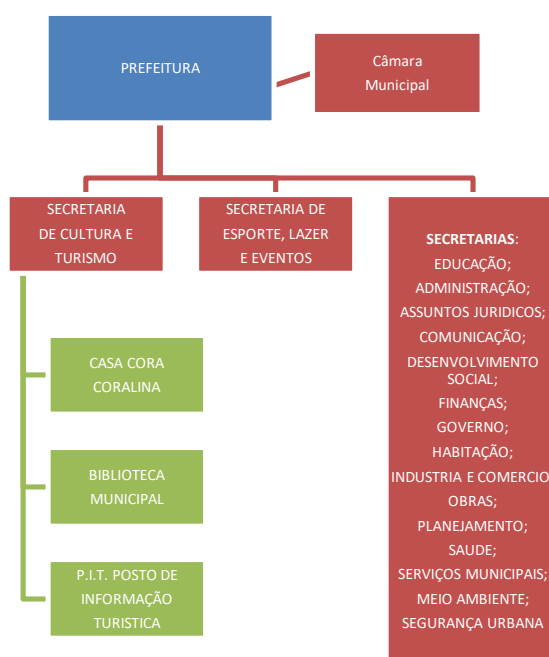 PREFEITURA
Câmara
Municipal
SECRETARIA
DE CULTURA E
TURISMO
SECRETARIA DE
ESPORTE, LAZER
E EVENTOS
SECRETARIAS:
EDUCAÇÃO;
ADMINISTRAÇÃO;
ASSUNTOS JURIDICOS;
COMUNICAÇÃO;
DESENVOLVIMENTO
SOCIAL;
FINANÇAS;
GOVERNO;
HABITAÇÃO;
INDUSTRIA E COMERCIO
OBRAS;
PLANEJAMENTO;
SAUDE;
SERVIÇOS MUNICIPAIS;
MEIO AMBIENTE;
SEGURANÇA URBANA
CASA CORA
CORALINA
BIBLIOTECA
MUNICIPAL
P.I.T. POSTO DE
INFORMAÇÃO
TURISTICA